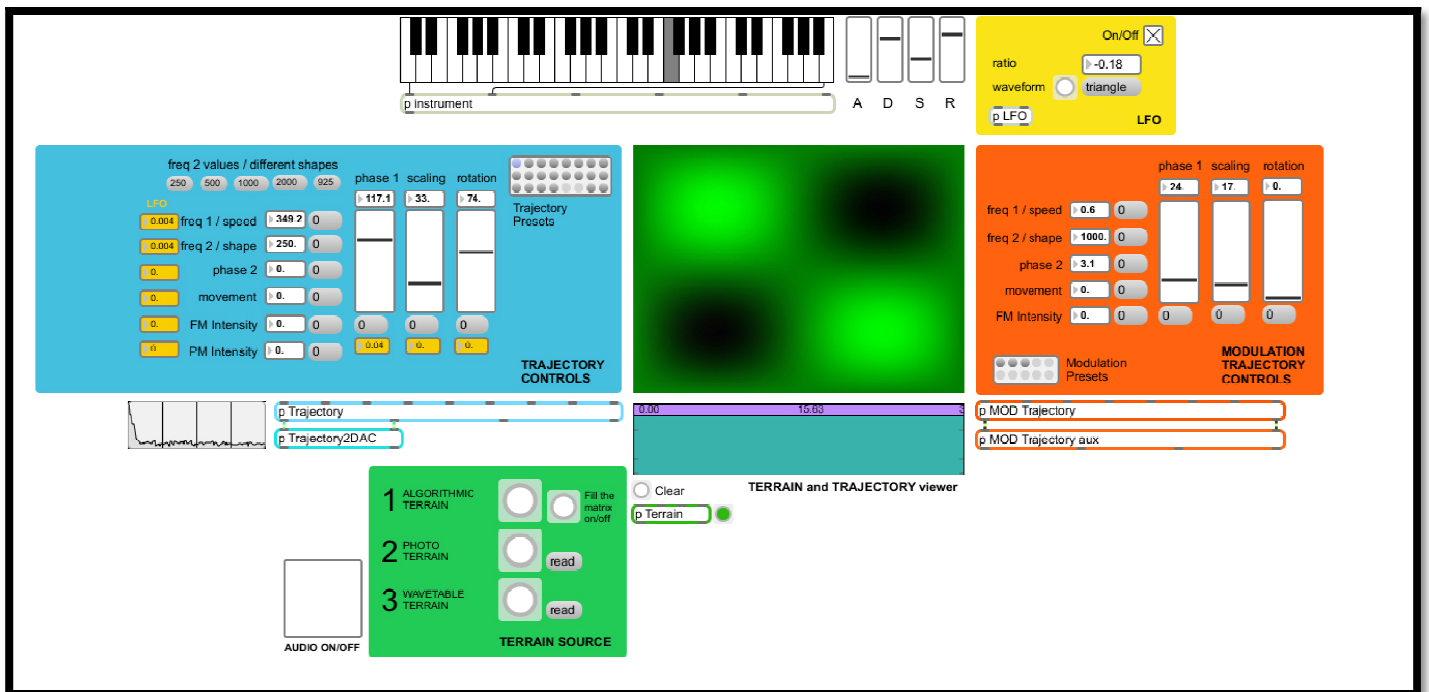 On/Off
ratio
-0.18
waveform
triangle
p instrument
A D S R
p LFO
LFO
freq 2 values / different shapes
250 500 1000 2000 925
phase 1 scaling rotation
117.1 33. 74.
Trajectory
Presets
LFO
0.004 freq 1 / speed 349.2 0
0.004 freq 2 / shape 250. 0
0. phase 2 0. 0
0. movement 0. 0
0. FM Intensity 0. 0 0 0 0
0. PM Intensity 0. 0 0.04 0. 0.
TRAJECTORY
CONTROLS
phase 1 scaling rotation
24. 17. 0.
freq 1 / speed 0.6 0
freq 2 / shape 1000. 0
phase 2 3.1 0
movement 0. 0
FM Intensity 0. 0 0 0 0
Modulation
Presets
MODULATION
TRAJECTORY
CONTROLS
p Trajectory
p Trajectory2DAC
0.00 15.63
p MOD Trajectory
p MOD Trajectory aux
Clear
TERRAIN and TRAJECTORY viewer
p Terrain
1 ALGORITHMIC
TERRAIN
Fill the
matrix
on/off
2 PHOTO
TERRAIN
read
3 WAVETABLE
TERRAIN
read
TERRAIN SOURCE
AUDIO ON/OFF